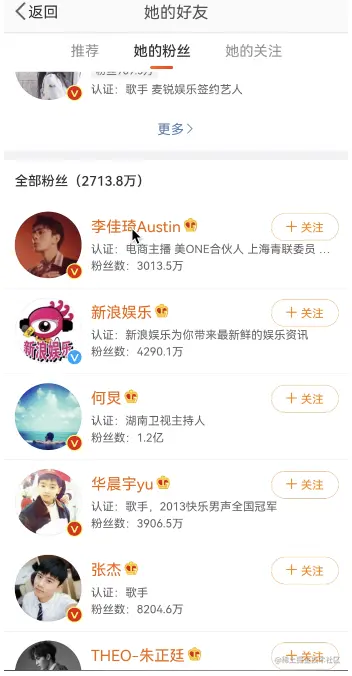 返回
她的好友
推荐
她的粉丝
她的关注
认证：歌手 麦锐娱乐签约艺人
更多
全部粉丝（2713.8万）
李佳琦Austin
+ 关注
认证：电商主播 美ONE合伙人 上海青联委员 ...
粉丝数：3013.5万
新浪娱乐
+ 关注
认证：新浪娱乐为你带来最新鲜的娱乐资讯
新浪娱乐
粉丝数：4290.1万
何炅
+ 关注
认证：湖南卫视主持人
粉丝数：1.2亿
华晨宇yu
+ 关注
认证：歌手，2013快乐男声全国冠军
粉丝数：3906.5万
张杰
+ 关注
认证：歌手
粉丝数：8204.6万
THEO-朱正廷
+ 关注